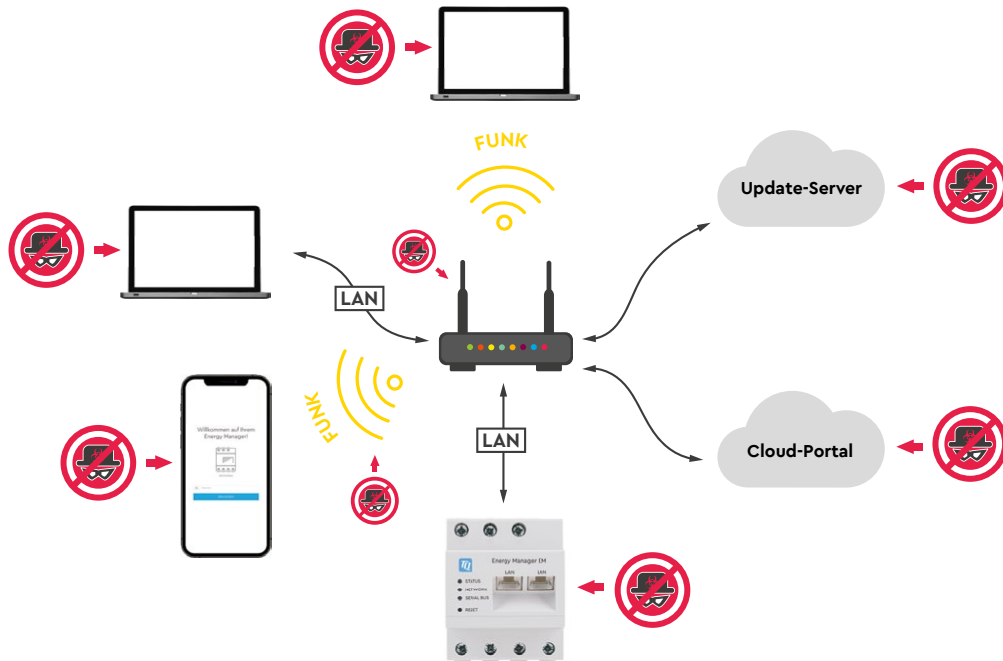 FUNK
Update-Server
LAN
Willkommen auf Ihrem
Energy Manager!
FUNK
LAN
Cloud-Portal
TQ
Energy Manager EM
LAN LAN
STATUS
NETWORK
SERIAL BUS
RESET